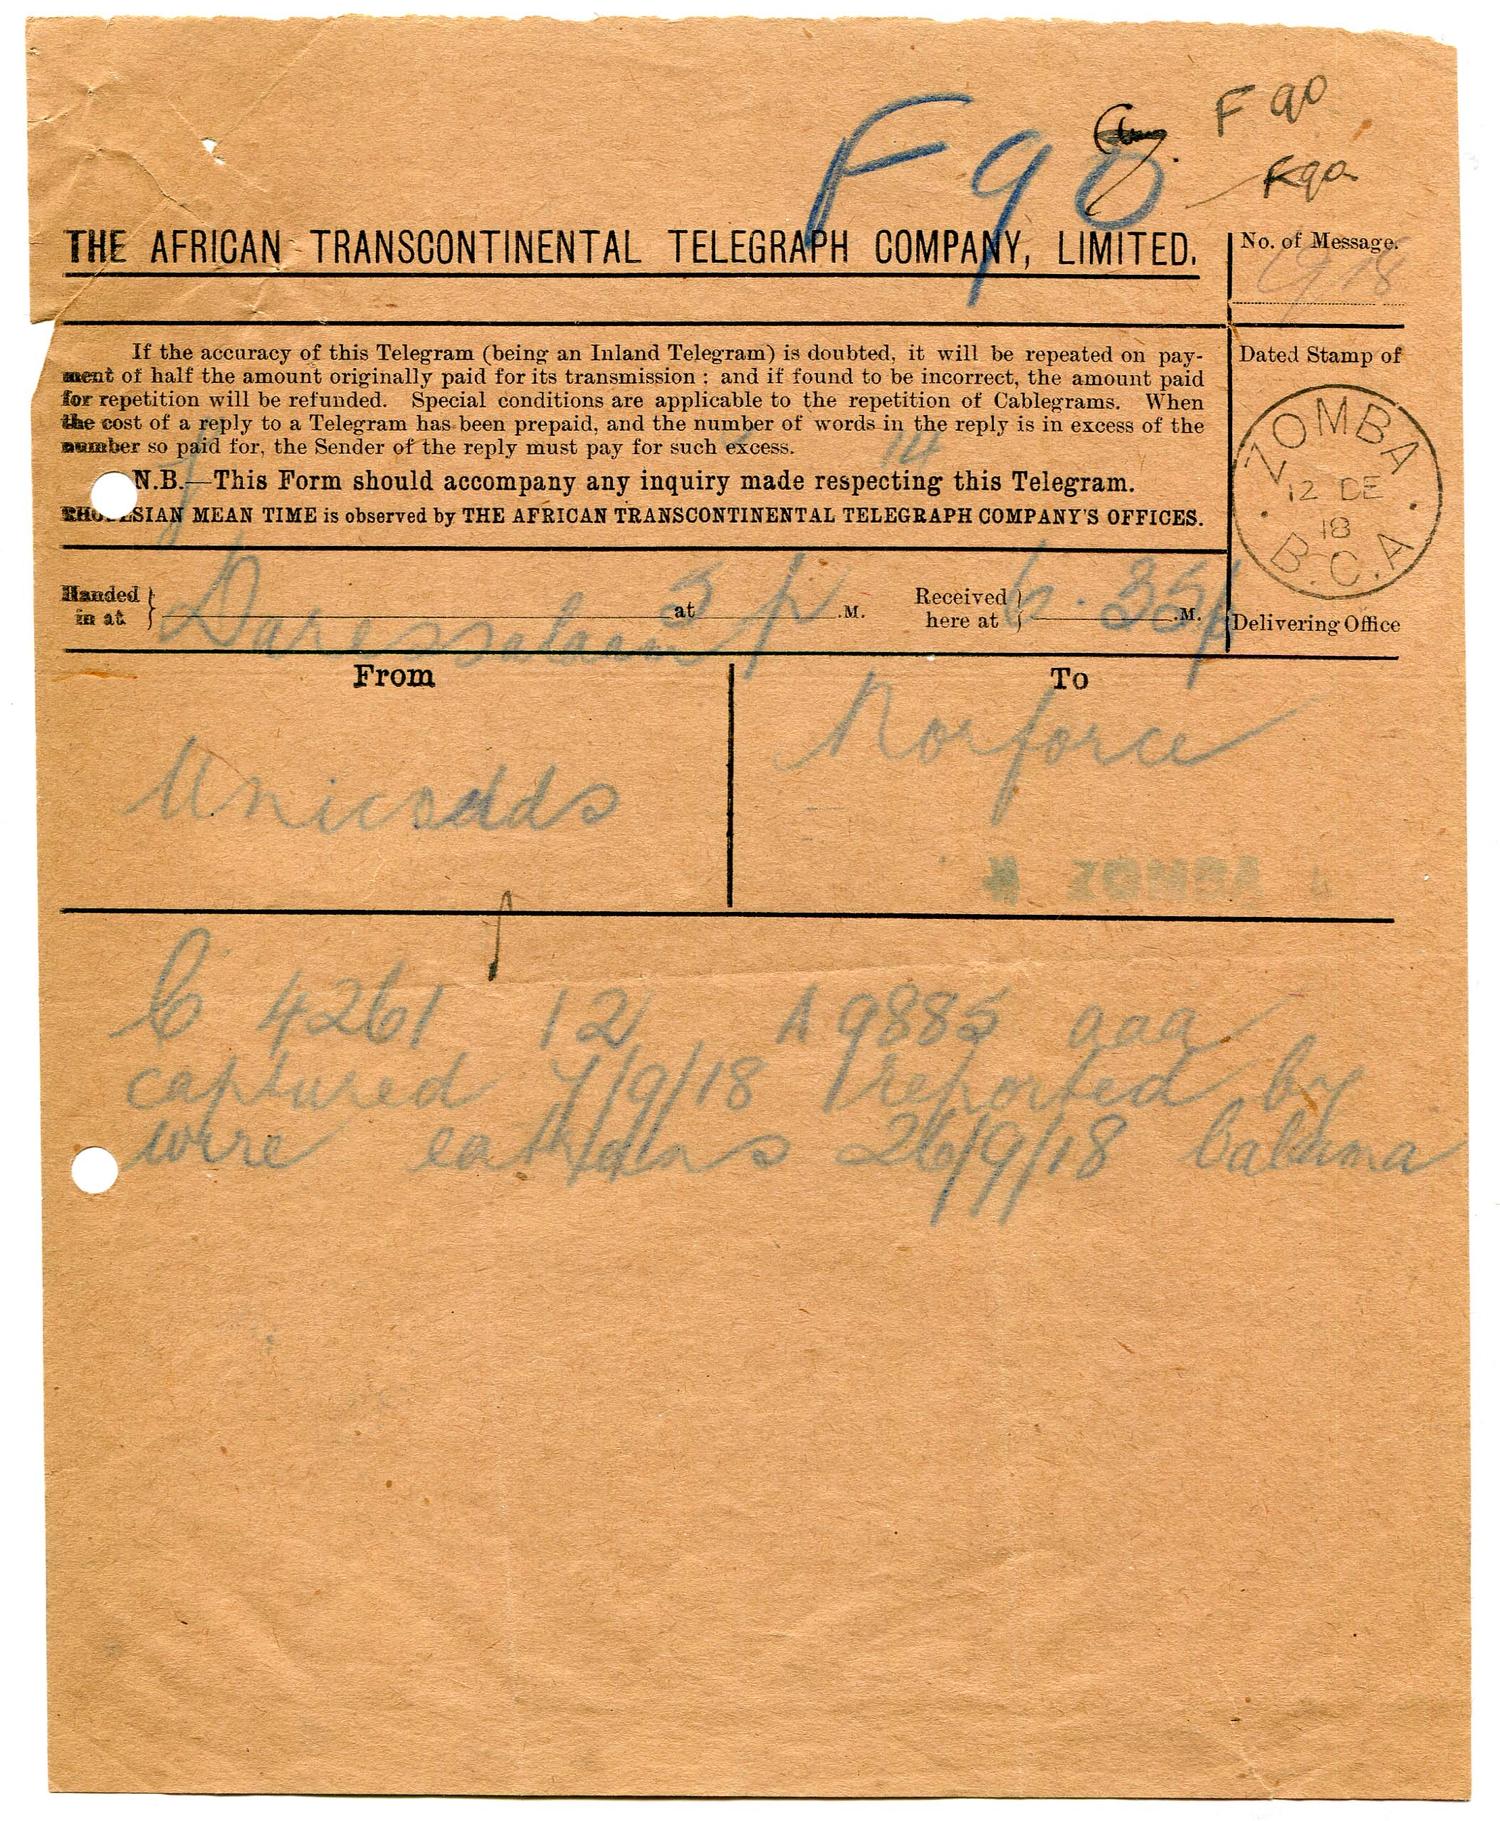 F 90
F 90
F90
THE AFRICAN TRANSCONTINENTAL TELEGRAPH COMPANY, LIMITED.
No. of Message.
If the accuracy of this Telegram (being an Inland Telegram) is doubted, it will be repeated on pay-
ment of half the amount originally paid for its transmission : and if found to be incorrect, the amount paid
for repetition will be refunded. Special conditions are applicable to the repetition of Cablegrams. When
the cost of a reply to a Telegram has been prepaid, and the number of words in the reply is in excess of the
number so paid for, the Sender of the reply must pay for such excess.
14
N.B.—This Form should accompany any inquiry made respecting this Telegram.
RHODESIAN MEAN TIME is observed by THE AFRICAN TRANSCONTINENTAL TELEGRAPH COMPANY'S OFFICES.
Dated Stamp of
ZOMBA
12 DE
18
B.C.A
Delivering Office
Handed in at Daressalaam at 5 p .M. Received here at 6.35p .M.
From
Unicodds
To
Norforce
ZOMBA
C 4261 12 A 9885 aaa
captured 7/9/18 reported by
wire 26/9/18